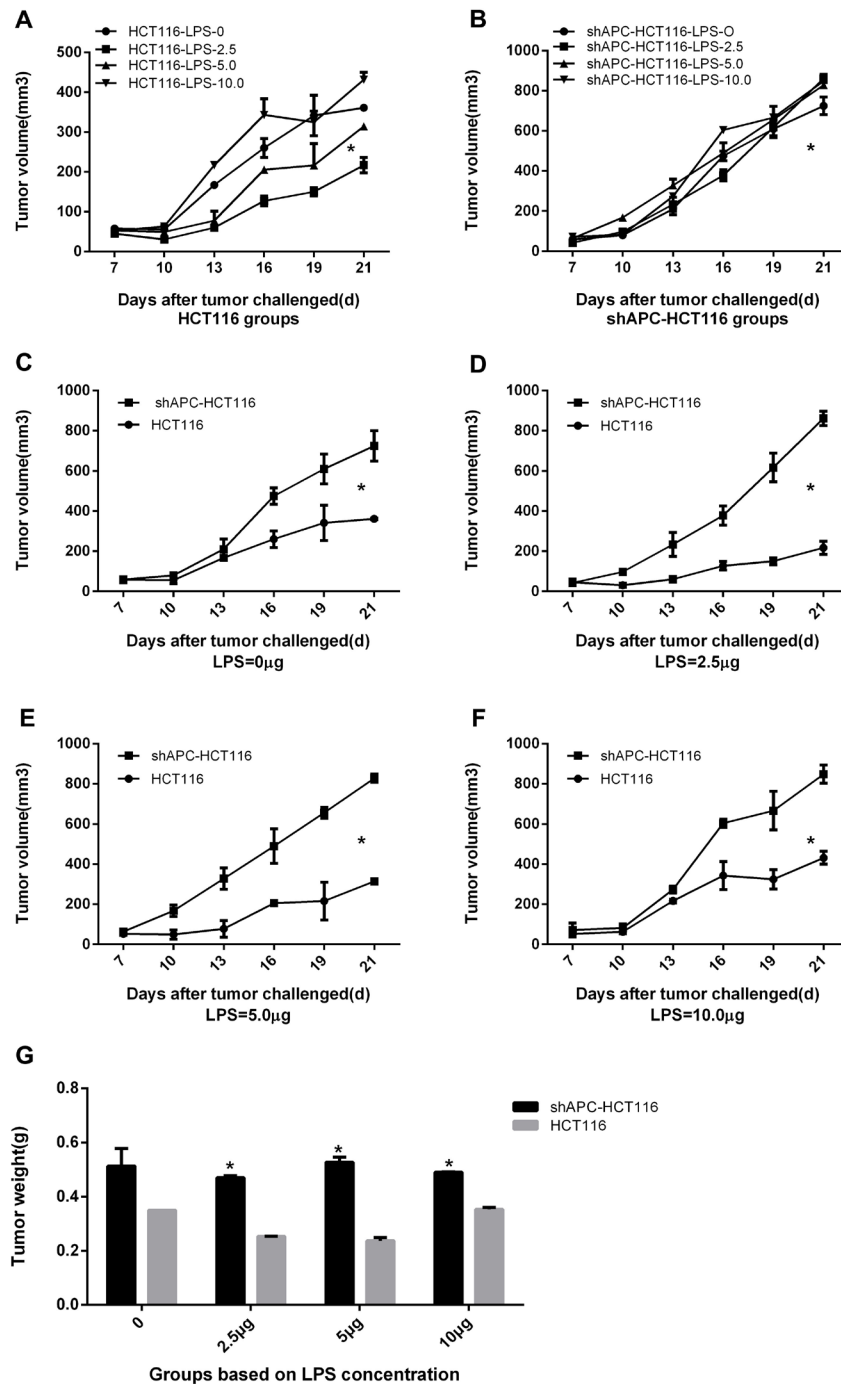 A
HCT116-LPS-0
HCT116-LPS-2.5
HCT116-LPS-5.0
HCT116-LPS-10.0
Tumor volume(mm3)
500
400
300
200
100
0
*
7 10 13 16 19 21
Days after tumor challenged(d)
HCT116 groups
B
shAPC-HCT116-LPS-O
shAPC-HCT116-LPS-2.5
shAPC-HCT116-LPS-5.0
shAPC-HCT116-LPS-10.0
Tumor volume(mm3)
1000
800
600
400
200
0
*
7 10 13 16 19 21
Days after tumor challenged(d)
shAPC-HCT116 groups
C
shAPC-HCT116
HCT116
Tumor volume(mm3)
1000
800
600
400
200
0
*
7 10 13 16 19 21
Days after tumor challenged(d)
LPS=0μg
D
shAPC-HCT116
HCT116
Tumor volume(mm3)
1000
800
600
400
200
0
*
7 10 13 16 19 21
Days after tumor challenged(d)
LPS=2.5μg
E
shAPC-HCT116
HCT116
Tumor volume(mm3)
1000
800
600
400
200
0
*
7 10 13 16 19 21
Days after tumor challenged(d)
LPS=5.0μg
F
shAPC-HCT116
HCT116
Tumor volume(mm3)
1000
800
600
400
200
0
*
7 10 13 16 19 21
Days after tumor challenged(d)
LPS=10.0μg
G
shAPC-HCT116
HCT116
Tumor weight(g)
0.8
0.6
0.4
0.2
0.0
* * *
0 2.5μg 5μg 10μg
Groups based on LPS concentration